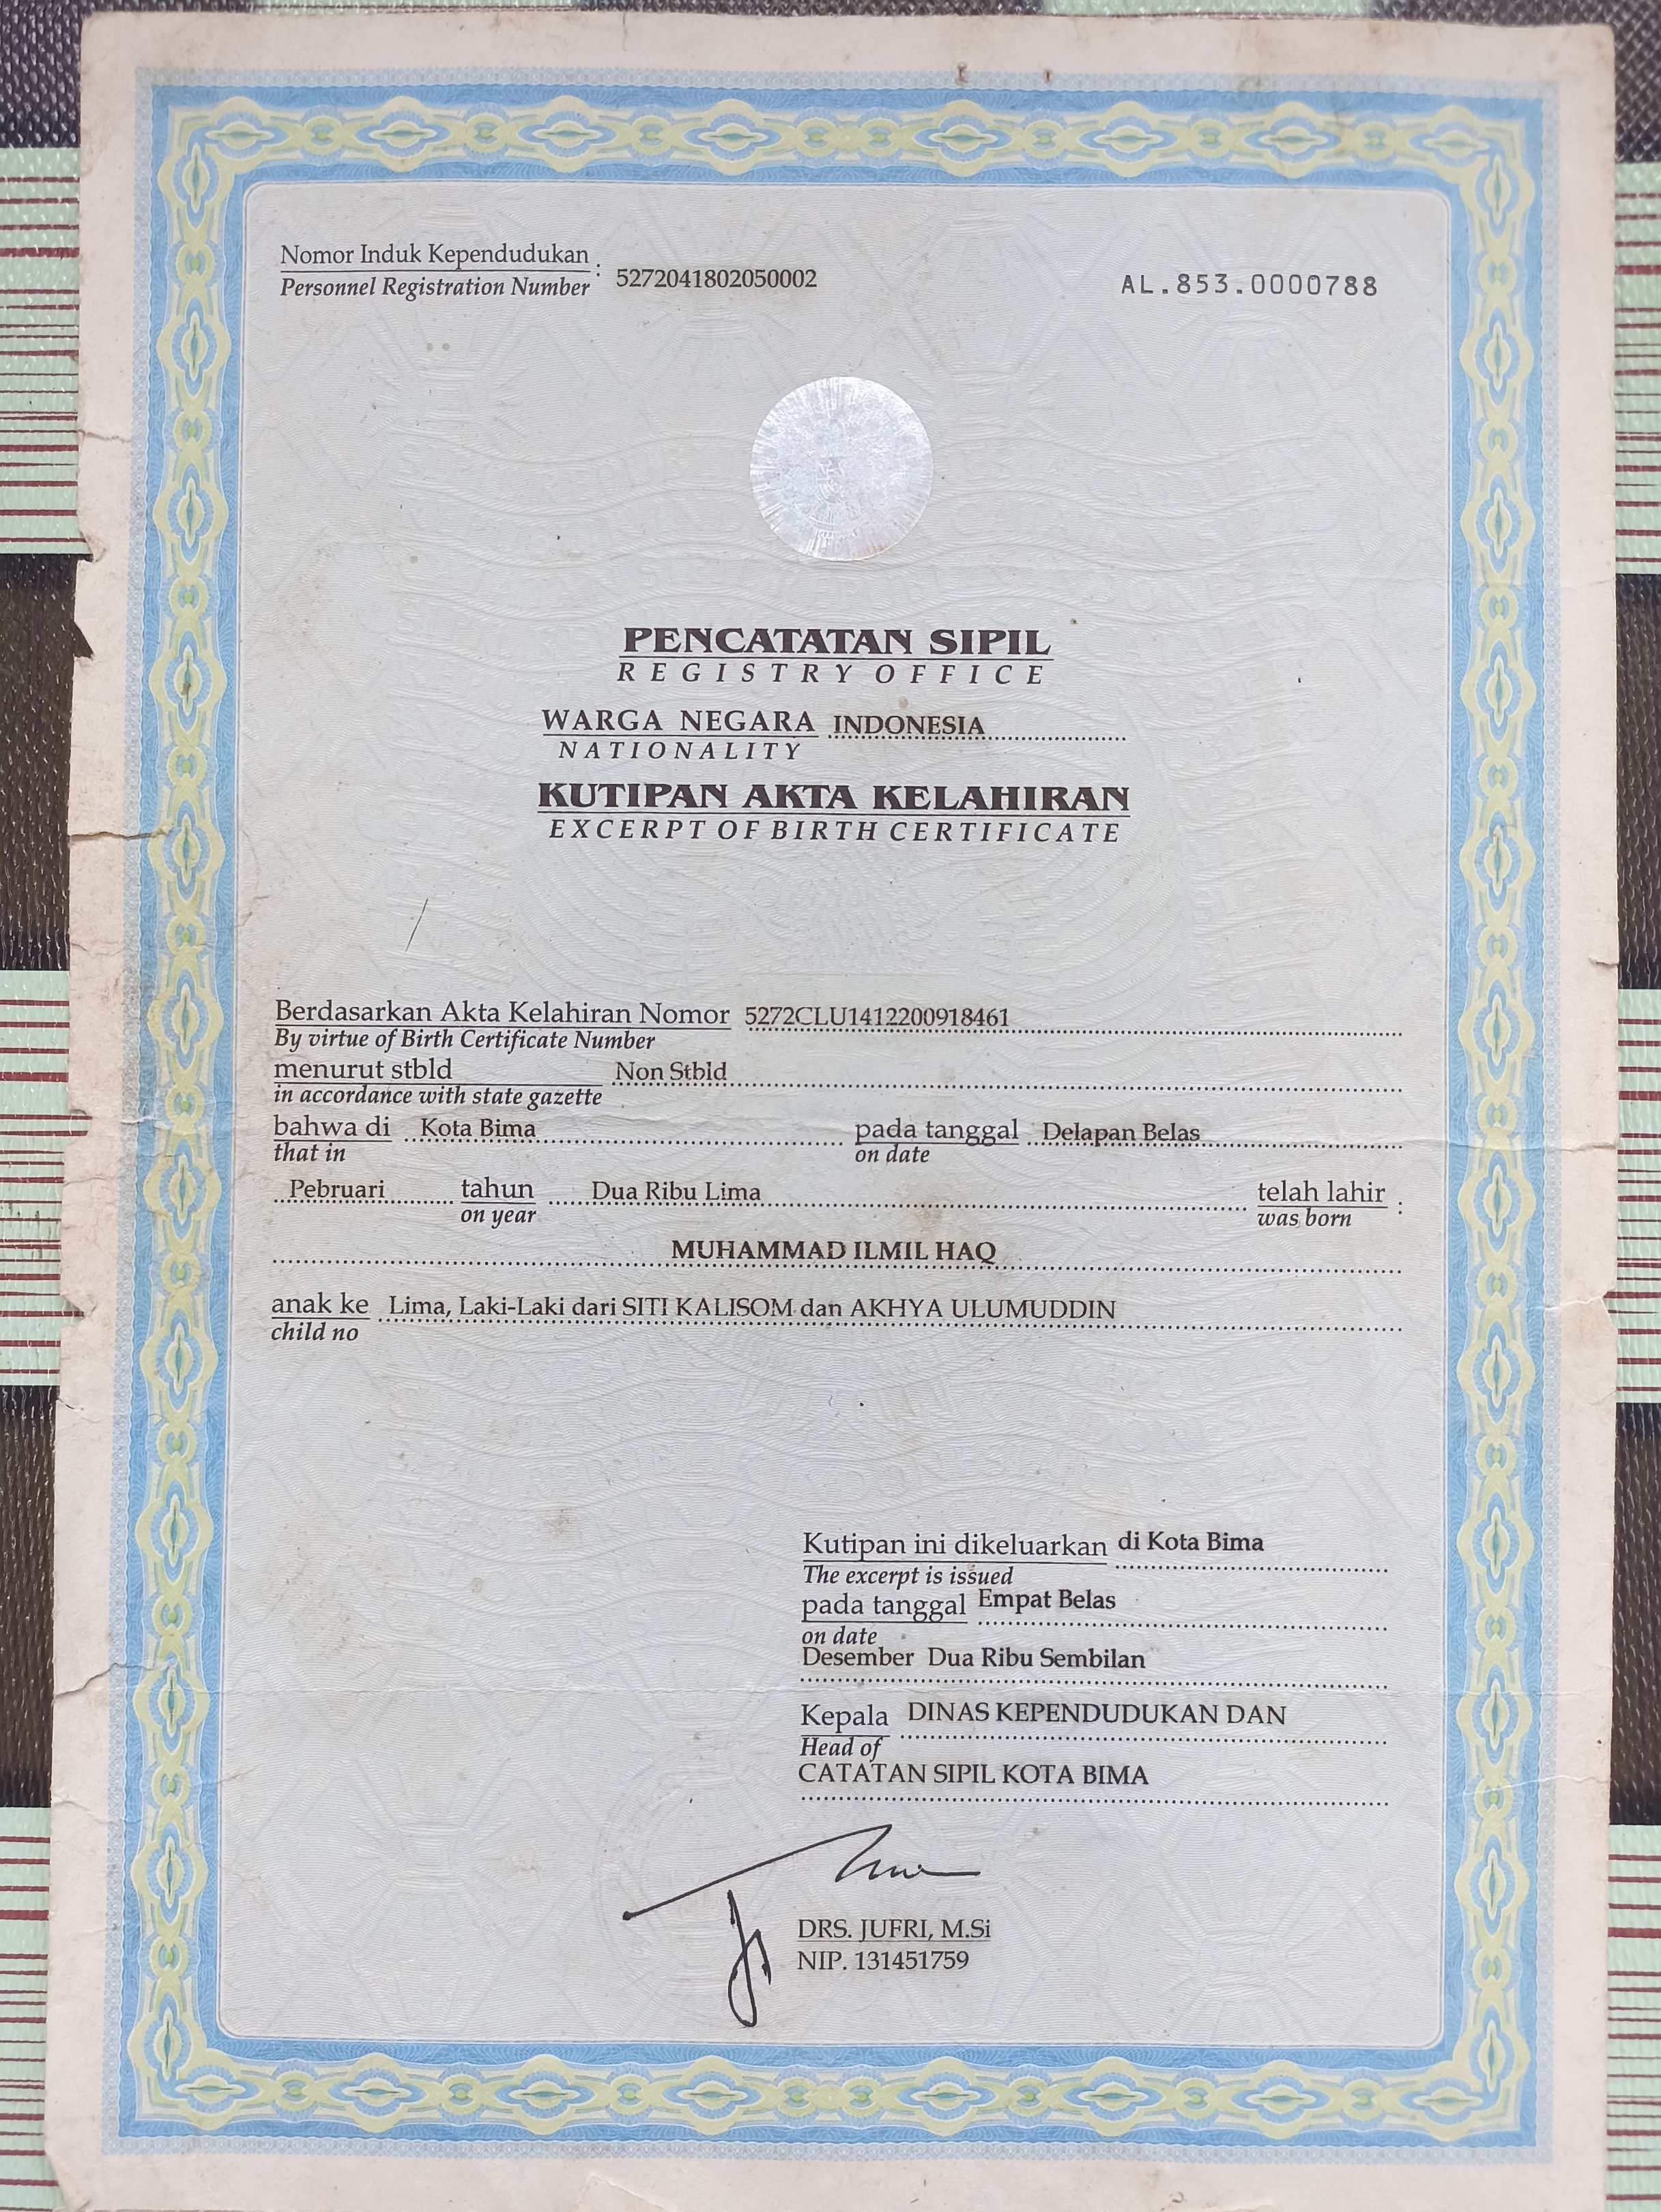 Nomor Induk Kependudukan : 5272041802050002
Personnel Registration Number
AL.853.0000788
PENCATATAN SIPIL
REGISTRY OFFICE
WARGA NEGARA INDONESIA
NATIONALITY
KUTIPAN AKTA KELAHIRAN
EXCERPT OF BIRTH CERTIFICATE
Berdasarkan Akta Kelahiran Nomor 5272CLU1412200918461
By virtue of Birth Certificate Number
menurut stbld Non Stbld
in accordance with state gazette
bahwa di Kota Bima pada tanggal Delapan Belas
that in on date
Pebruari tahun Dua Ribu Lima telah lahir :
on year was born
MUHAMMAD ILMIL HAQ
anak ke Lima, Laki-Laki dari SITI KALISOM dan AKHYA ULUMUDDIN
child no
Kutipan ini dikeluarkan di Kota Bima
The excerpt is issued
pada tanggal Empat Belas
on date
Desember Dua Ribu Sembilan
Kepala DINAS KEPENDUDUKAN DAN
Head of
CATATAN SIPIL KOTA BIMA
DRS. JUFRI, M.Si
NIP. 131451759